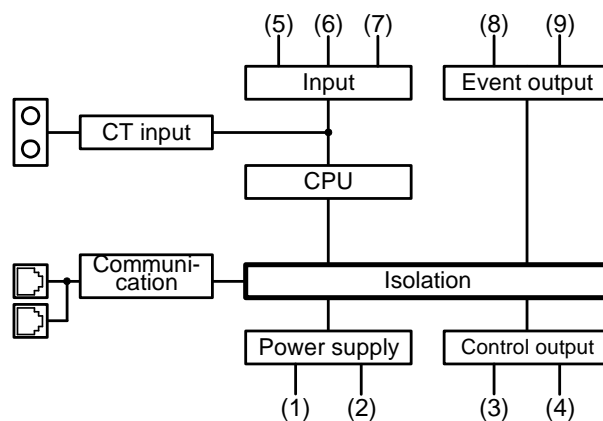 (5) (6) (7) (8) (9)
Input Event output
CT input
CPU
Communi-
cation
Isolation
Power supply Control output
(1) (2) (3) (4)